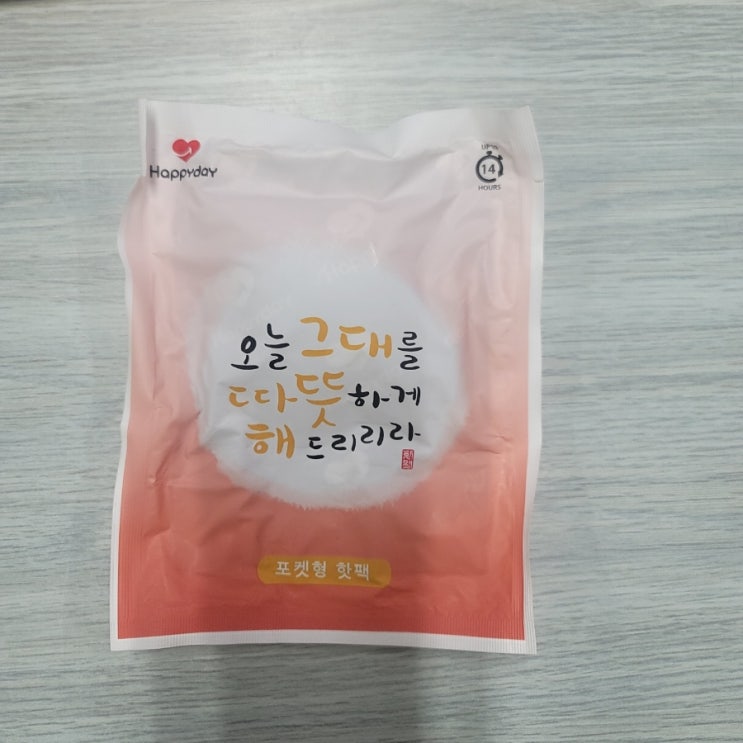 Happyday
UP TO
14
HOURS
오늘 그대를
따뜻하게
해 드리리라
포켓형 핫팩